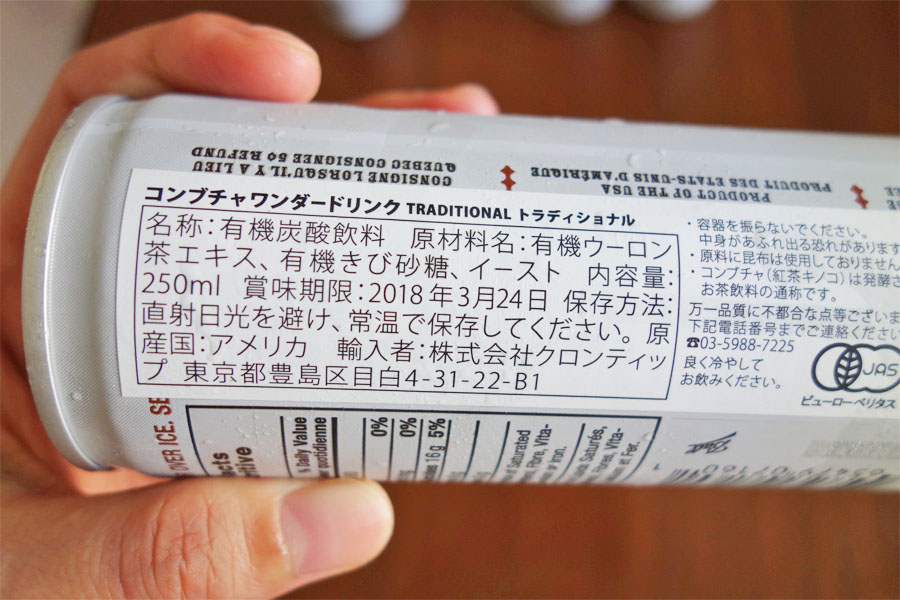 CONSIGNE LORSQU'IL Y A LIEU
QUEBEC CONSIGNEE 5¢ REFUND
PRODUCT OF THE USA
PRODUIT DES ETATS-UNIS D'AMÉRIQUE
コンブチャワンダードリンク TRADITIONAL トラディショナル
名称:有機炭酸飲料 原材料名:有機ウーロン
茶エキス、有機きび砂糖、イースト 内容量:
250ml 賞味期限:2018年3月24日 保存方法:
直射日光を避け、常温で保存してください。原
産国:アメリカ 輸入者:株式会社クロンティッ
プ 東京都豊島区目白4-31-22-B1
・容器を振らないでください。
中身があふれ出る恐れがあります
・原料に昆布は使用しておりません
・コンブチャ(紅茶キノコ)は発酵さ
お茶飲料の通称です。
万一品質に不都合な点等ございま
下記電話番号までご連絡ください
☎03-5988-7225
良く冷やして
お飲みください。
JAS
ビューローベリタス
OVER ICE. SE
% Daily Value
quotidienne
0%
0%
16 g 5%